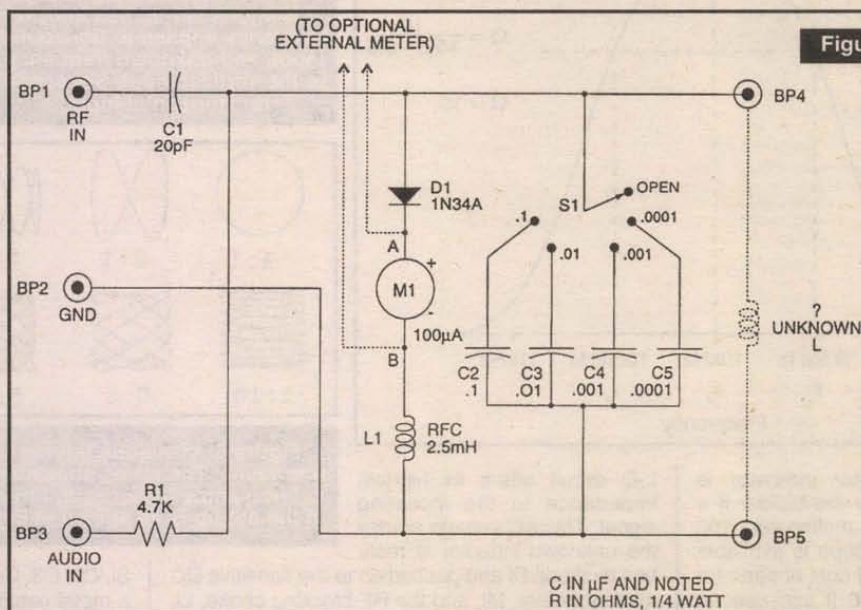 (TO OPTIONAL
EXTERNAL METER)
Figu
BP1
RF
IN
C1
20pF
BP4
D1
1N34A
S1
OPEN
.1
.01
.001
.0001
A
+
M1
-
100µA
B
BP2
GND
?
UNKNOWN
L
C2
.1
C3
.01
C4
.001
C5
.0001
L1
RFC
2.5mH
R1
4.7K
BP3
AUDIO
IN
BP5
C IN µF AND NOTED
R IN OHMS, 1/4 WATT